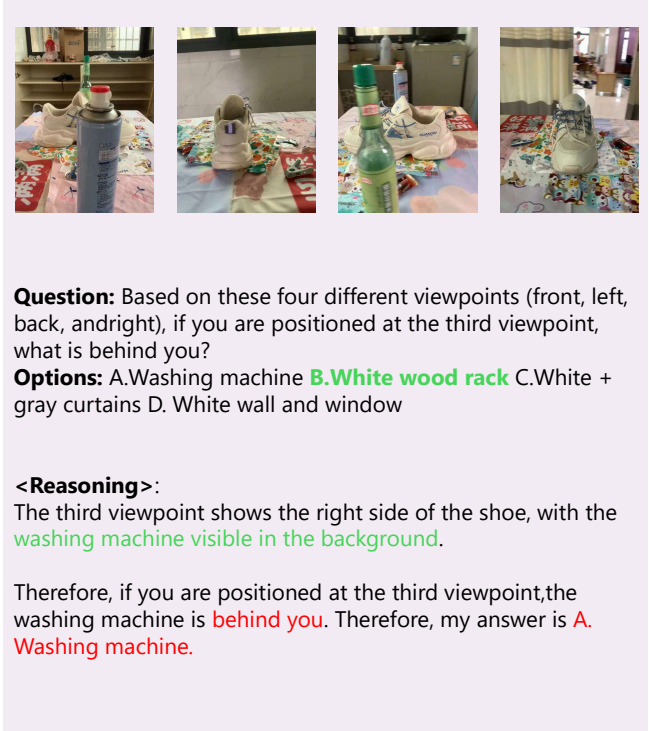 Question: Based on these four different viewpoints (front, left,
back, andright), if you are positioned at the third viewpoint,
what is behind you?
Options: A.Washing machine B.White wood rack C.White +
gray curtains D. White wall and window
<Reasoning>:
The third viewpoint shows the right side of the shoe, with the
washing machine visible in the background.
Therefore, if you are positioned at the third viewpoint,the
washing machine is behind you. Therefore, my answer is A.
Washing machine.